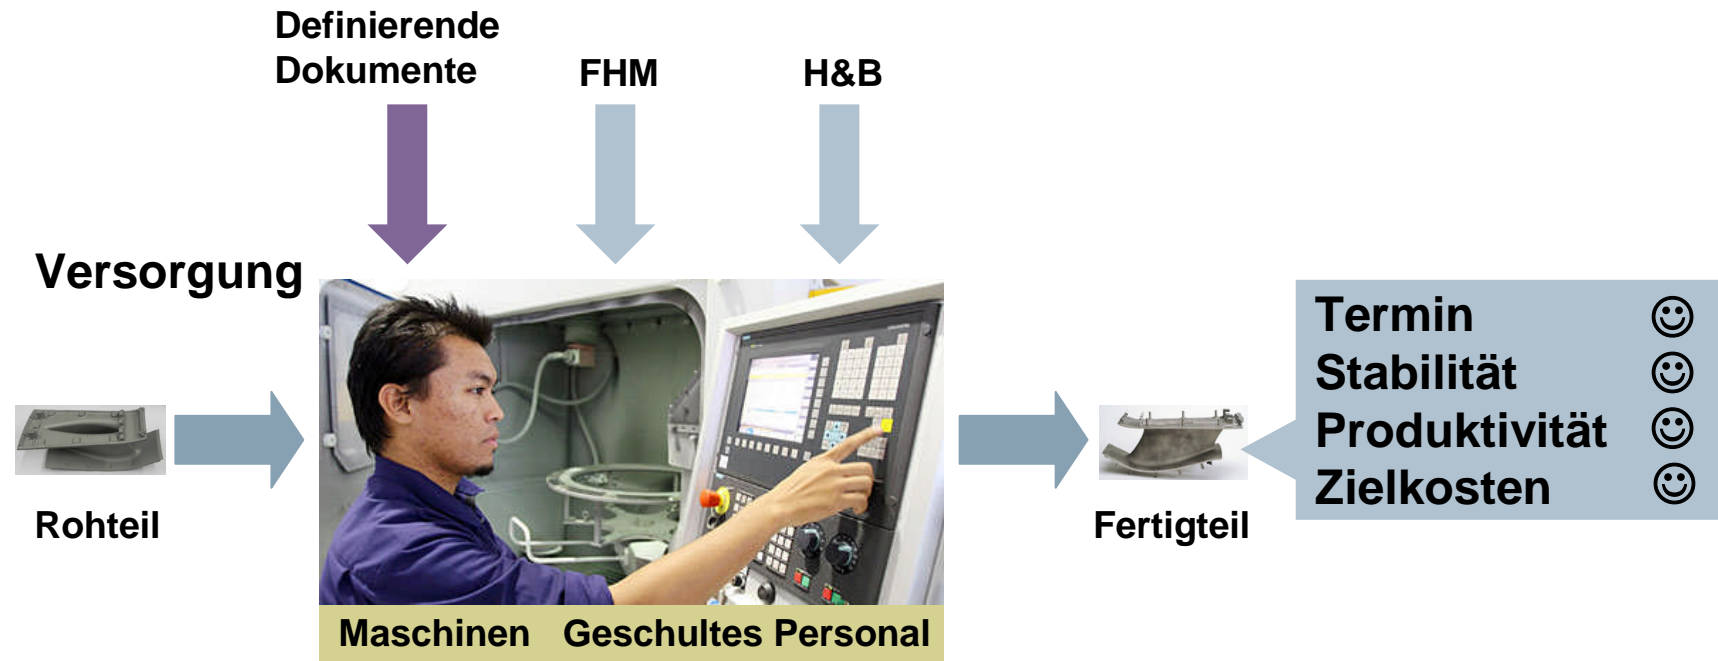 Definierende
Dokumente
FHM
H&B
Versorgung
Rohteil
Maschinen Geschultes Personal
Fertigteil
Termin
Stabilität
Produktivität
Zielkosten